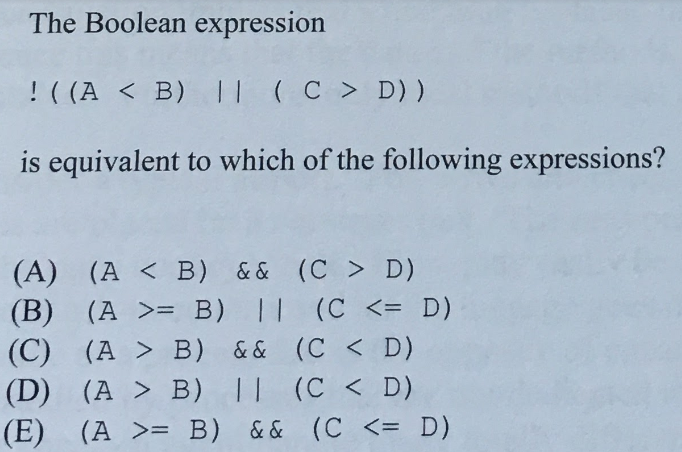 The Boolean expression
!((A < B) || ( C > D))
is equivalent to which of the following expressions?
(A) (A < B) && (C > D)
(B) (A >= B) || (C <= D)
(C) (A > B) && (C < D)
(D) (A > B) || (C < D)
(E) (A >= B) && (C <= D)